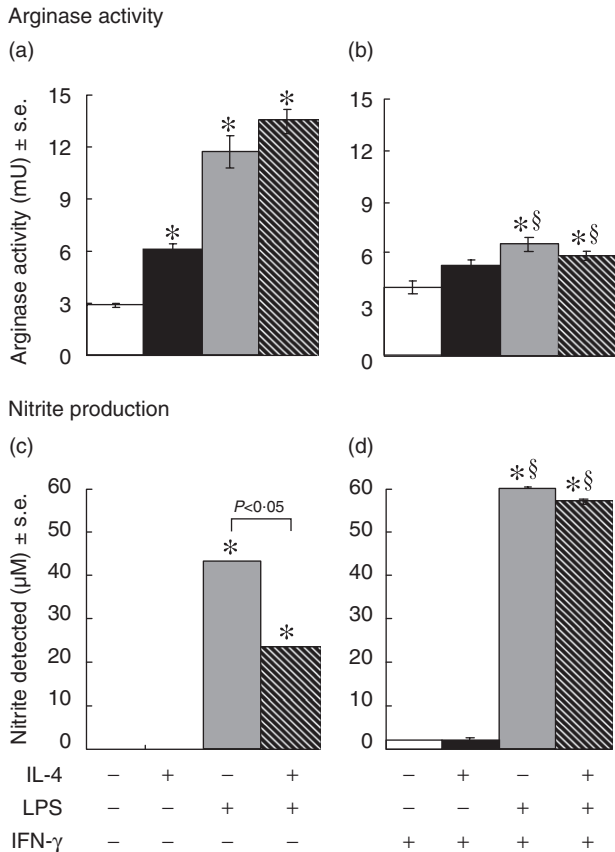 Arginase activity
(a) (b)
Arginase activity (mU) ± s.e.
15 15
12 12
9 9
6 6
3 3
0 0
* * *
*§ *§
Nitrite production
(c) (d)
Nitrite detected (µM) ± s.e.
60 60
50 50
40 40
30 30
20 20
10 10
0 0
P<0·05
* *
*§ *§
IL-4 – + – + – + – +
LPS – – + + – – + +
IFN-γ – – – – + + + +